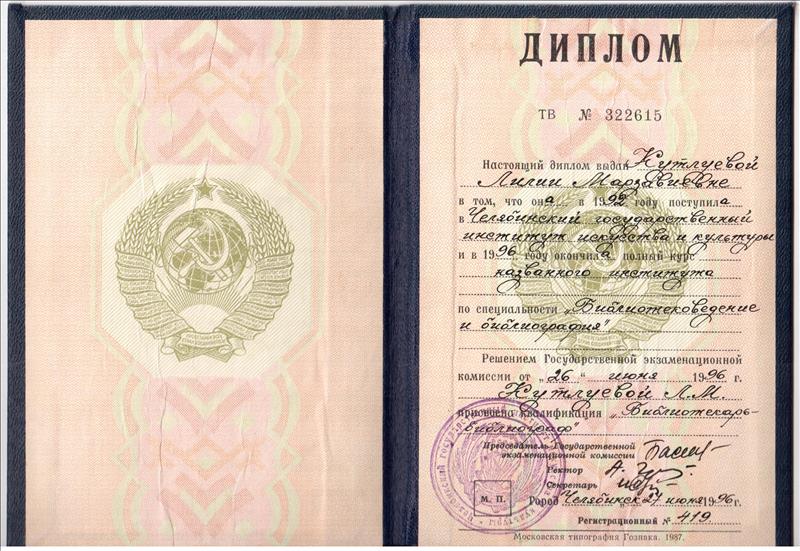 ДИПЛОМ
ТВ № 322615
Настоящий диплом выдан Кутлуевой
Лилии Марзавиевне
в том, что она в 1992 году поступила
в Челябинский государственный
институт искусства и культуры
и в 1996 году окончила полный курс
названного института
по специальности „Библиотековедение
и библиография"
Решением Государственной экзаменационной
комиссии от „26" июня 1996 г.
Кутлуевой Л.М.
присвоена квалификация „Библиотекарь-
библиограф"
Председатель Государственной
экзаменационной комиссии
Ректор
Секретарь
М. П.
Город Челябинск 27 июня 1996 г.
Регистрационный № 419
Московская типография Гознака. 1987.